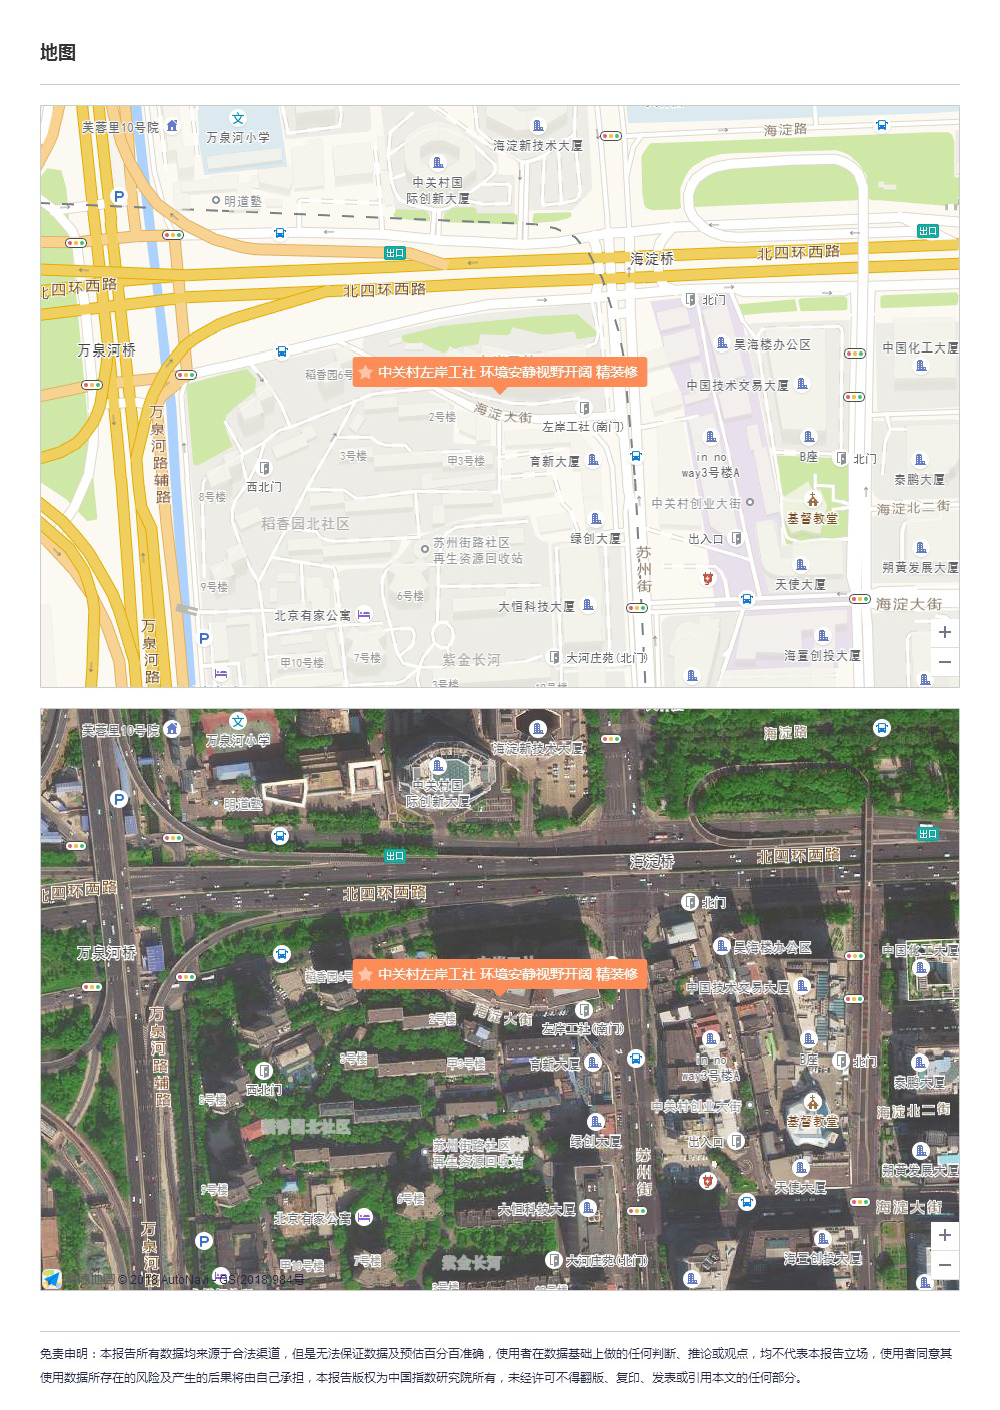 地图
芙蓉里10号院
文
万泉河小学
海淀新技术大厦
海淀路
中关村国
际创新大厦
P
明道塾
出口
出口
海淀桥
北四环西路
北四环西路
北四环西路
北门
万泉河桥
吴海楼办公区
中国化工大厦
稻香园6号
中关村左岸工社 环境安静视野开阔 精装修
中国技术交易大厦
2号楼
海淀大街
左岸工社(南门)
万泉河路辅路
3号楼
甲3号楼
育新大厦
in no
way3号楼A
B座
北门
泰鹏大厦
西北门
8号楼
中关村创业大街
基督教堂
海淀北二街
稻香园北社区
苏州街路社区
再生资源回收站
绿创大厦
出入口
苏州街
朔黄发展大厦
天使大厦
9号楼
6号楼
北京有家公寓
大恒科技大厦
海淀大街
万泉河路
P
甲10号楼
7号楼
紫金长河
大河庄苑(北门)
海置创投大厦
3号楼
+
−
芙蓉里10号院
文
万泉河小学
海淀新技术大厦
海淀路
中关村国
际创新大厦
P
明道塾
出口
出口
海淀桥
北四环西路
北四环西路
北四环西路
北门
万泉河桥
吴海楼办公区
中国化工大厦
稻香园6号
中关村左岸工社 环境安静视野开阔 精装修
中国技术交易大厦
2号楼
海淀大街
左岸工社(南门)
万泉河路辅路
3号楼
甲3号楼
育新大厦
in no
way3号楼A
B座
北门
泰鹏大厦
西北门
8号楼
中关村创业大街
基督教堂
海淀北二街
稻香园北社区
苏州街路社区
再生资源回收站
绿创大厦
出入口
苏州街
朔黄发展大厦
天使大厦
6号楼
北京有家公寓
大恒科技大厦
海淀大街
万泉河
P
甲10号楼
7号楼
紫金长河
大河庄苑(北门)
海置创投大厦
+
−
© 2018 AutoNavi - GS(2018)984号
免责申明：本报告所有数据均来源于合法渠道，但是无法保证数据及预估百分百准确，使用者在数据基础上做的任何判断、推论或观点，均不代表本报告立场，使用者同意其
使用数据所存在的风险及产生的后果将由自己承担，本报告版权为中国指数研究院所有，未经许可不得翻版、复印、发表或引用本文的任何部分。